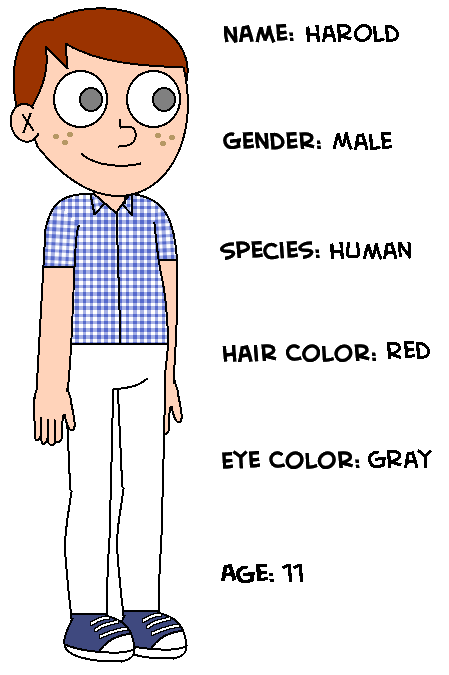 NAME: HAROLD
GENDER: MALE
SPECIES: HUMAN
HAIR COLOR: RED
EYE COLOR: GRAY
AGE: 11